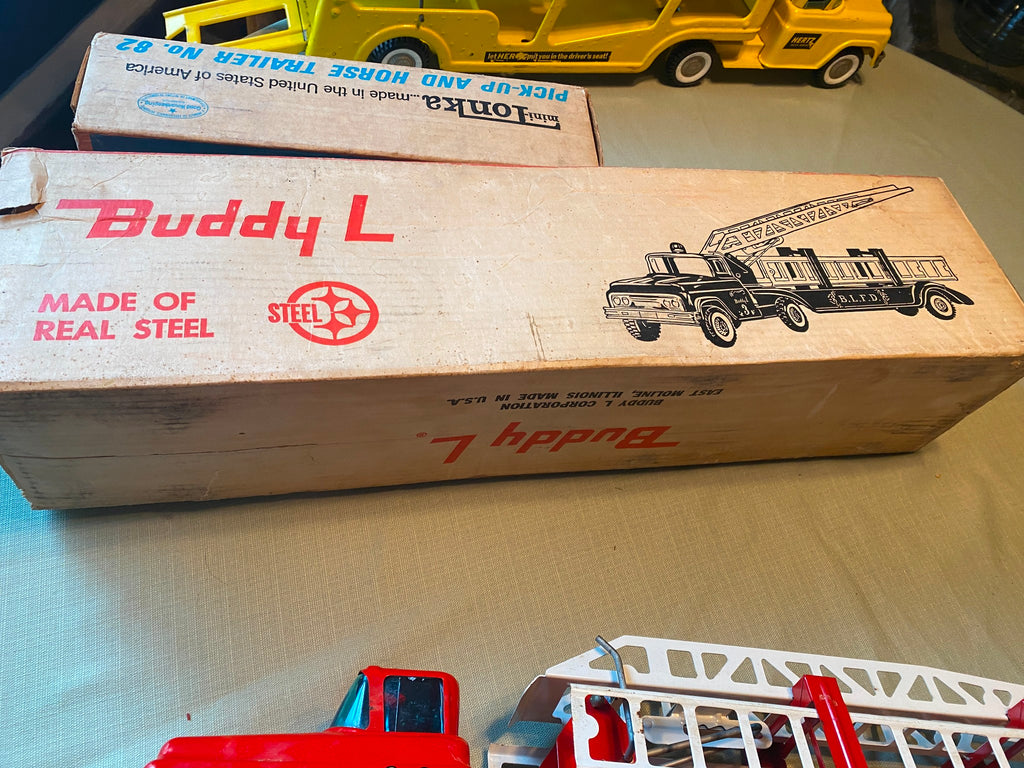 let HERTZ put you in the driver's seat!
HERTZ
PICK-UP AND HORSE TRAILER No. 82
mini-Tonka...made in the United States of America
Good Housekeeping
Buddy L
MADE OF
REAL STEEL
STEEL
B.L.F.D.
Buddy L®
BUDDY L CORPORATION
EAST MOLINE, ILLINOIS MADE IN U.S.A.